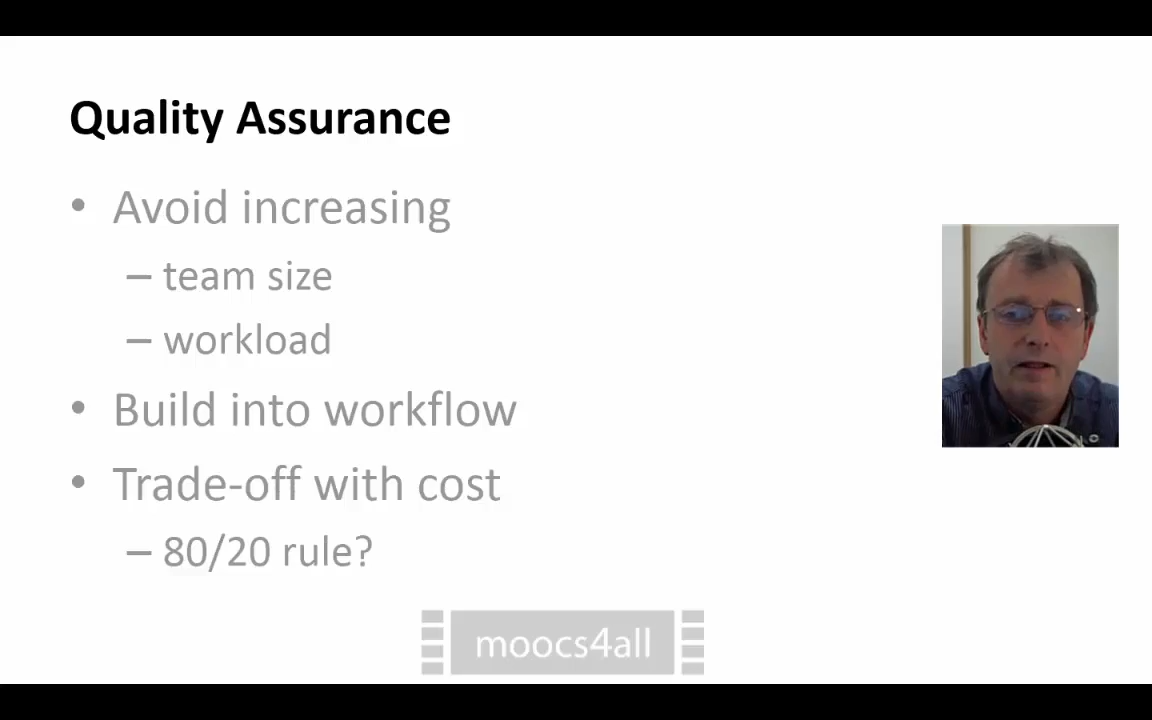 Quality Assurance
• Avoid increasing
– team size
– workload
• Build into workflow
• Trade-off with cost
– 80/20 rule?
moocs4all